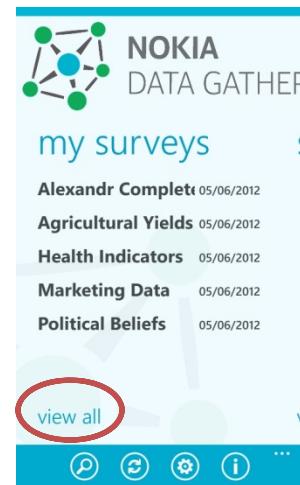 NOKIA
DATA GATHER
my surveys s
Alexandr Complete 05/06/2012
Agricultural Yields 05/06/2012
Health Indicators 05/06/2012
Marketing Data 05/06/2012
Political Beliefs 05/06/2012
view all v